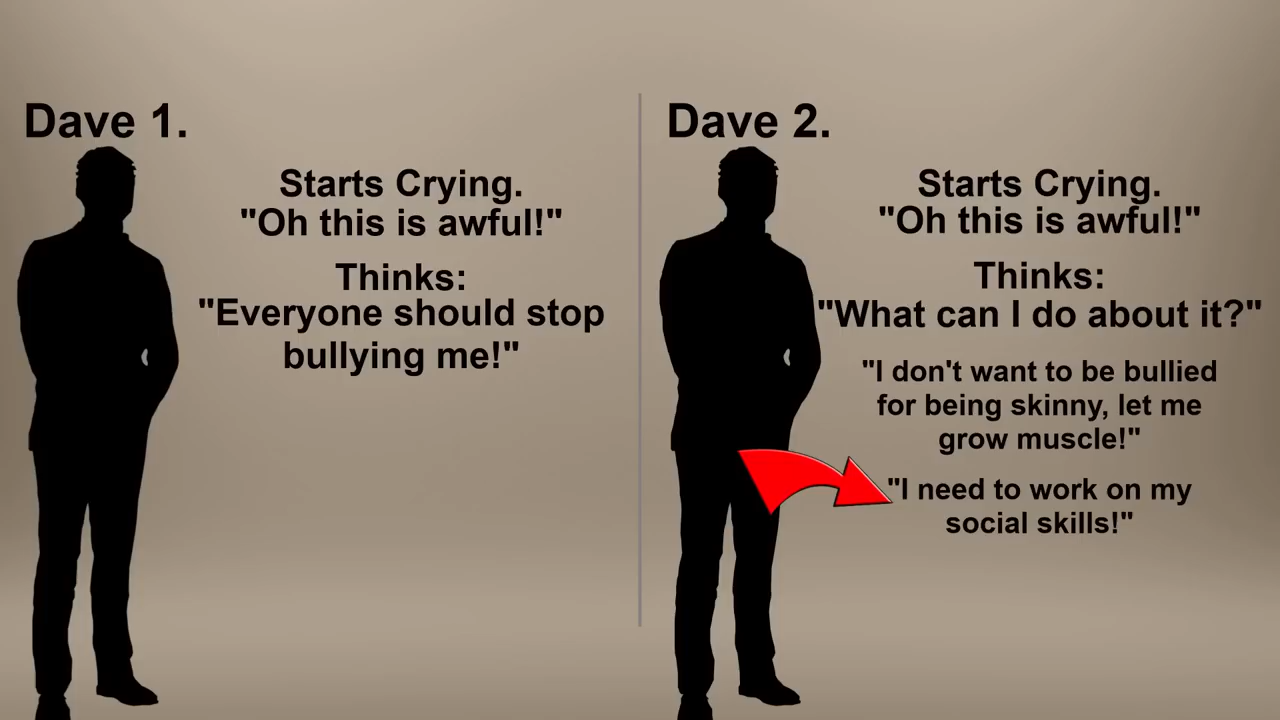 Dave 1.
Starts Crying.
"Oh this is awful!"
Thinks:
"Everyone should stop
bullying me!"
Dave 2.
Starts Crying.
"Oh this is awful!"
Thinks:
"What can I do about it?"
"I don't want to be bullied
for being skinny, let me
grow muscle!"
"I need to work on my
social skills!"